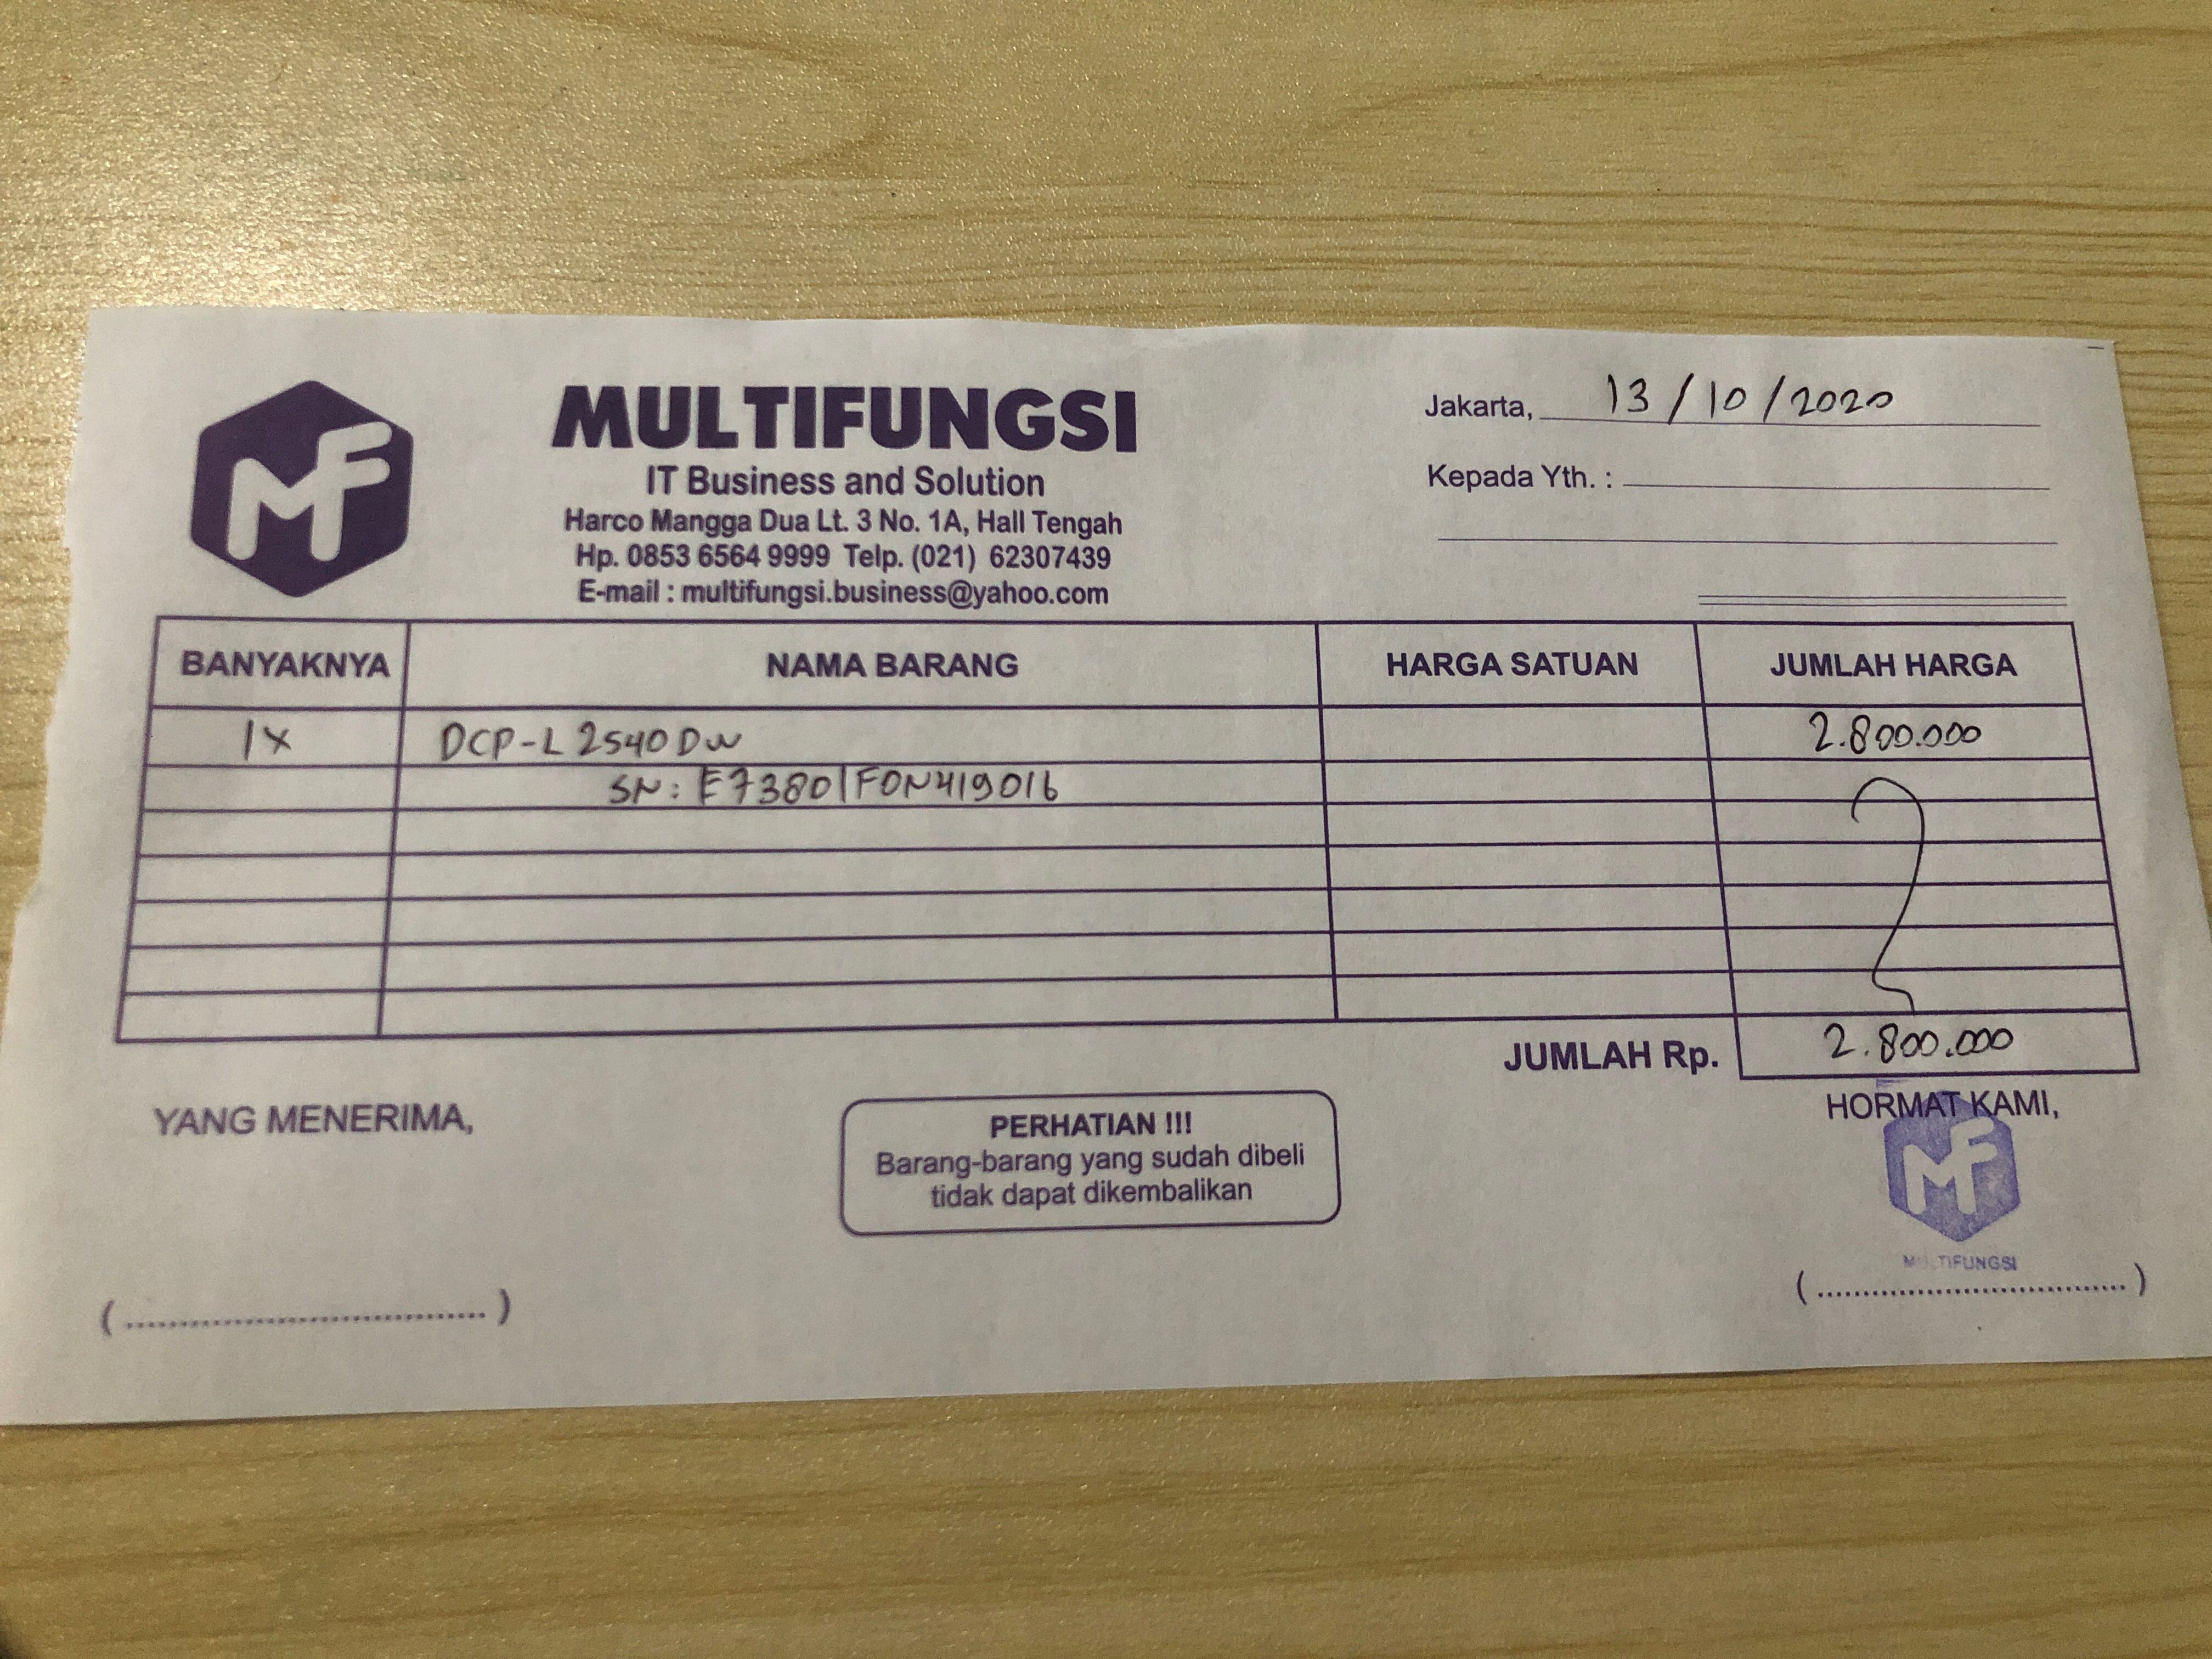 MF
MULTIFUNGSI
IT Business and Solution
Harco Mangga Dua Lt. 3 No. 1A, Hall Tengah
Hp. 0853 6564 9999 Telp. (021) 62307439
E-mail : multifungsi.business@yahoo.com
Jakarta, 13/10/2020
Kepada Yth. :
BANYAKNYA NAMA BARANG HARGA SATUAN JUMLAH HARGA
1X DCP-L 2540 DW 2.800.000
SN: E73801F0N419016
JUMLAH Rp. 2.800.000
YANG MENERIMA,
PERHATIAN !!!
Barang-barang yang sudah dibeli
tidak dapat dikembalikan
HORMAT KAMI,
MF
MULTIFUNGSI
(................................)
(................................)